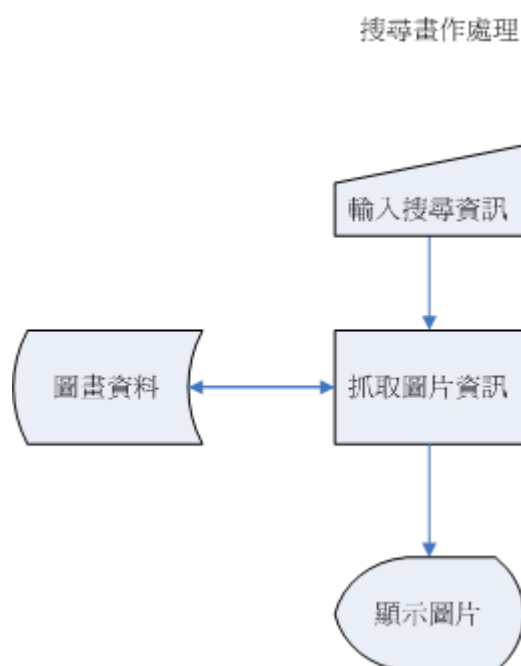 搜尋畫作處理
輸入搜尋資訊
圖畫資料
抓取圖片資訊
顯示圖片